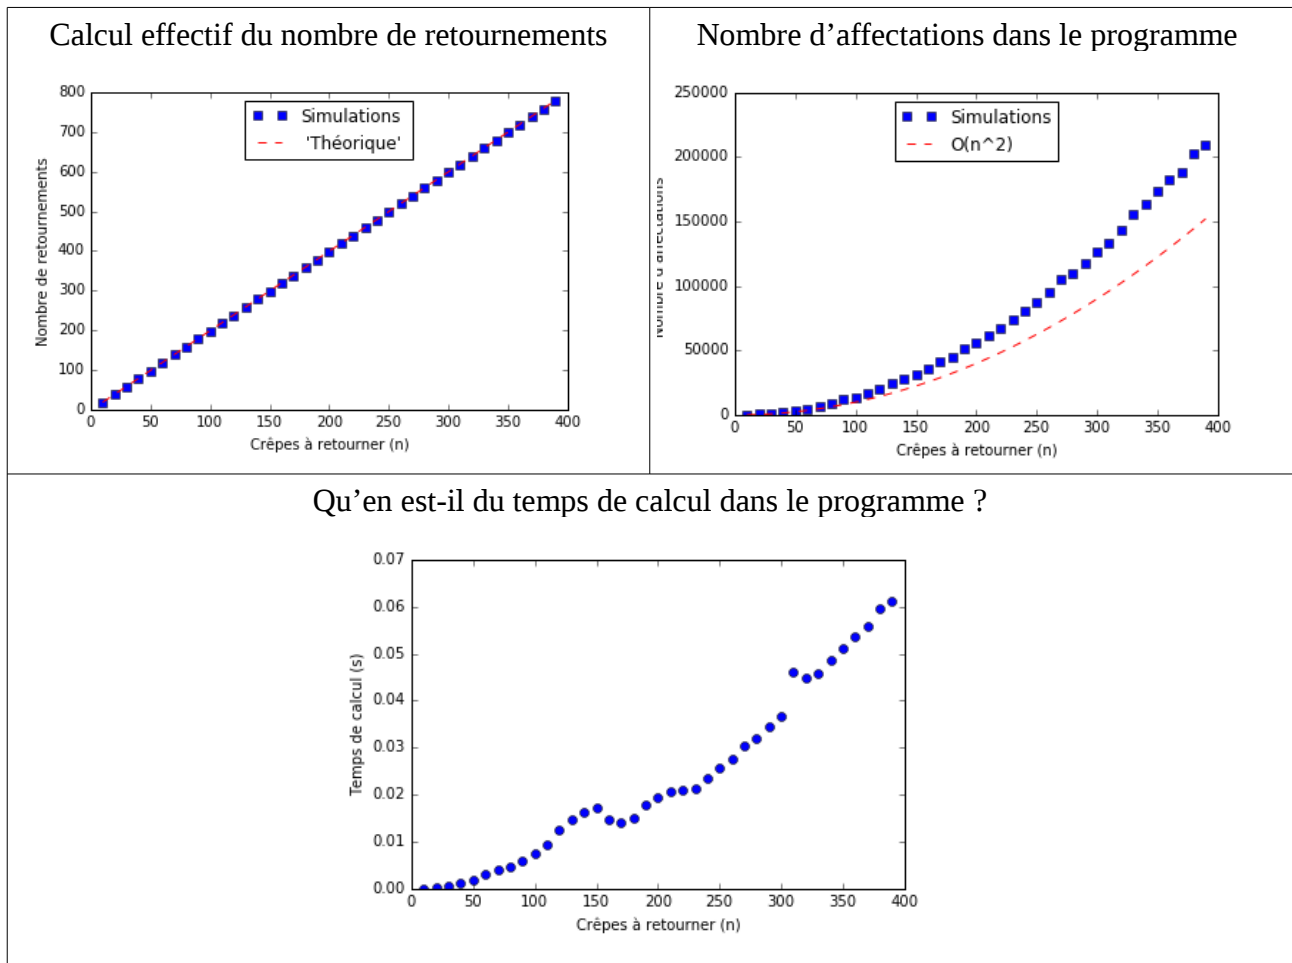 Calcul effectif du nombre de retournements
800
700
600
500
400
300
200
100
0
Nombre de retournements
Simulations
'Théorique'
0 50 100 150 200 250 300 350 400
Crêpes à retourner (n)
Nombre d’affectations dans le programme
250000
200000
150000
100000
50000
0
Nombre d'affectations
Simulations
O(n^2)
0 50 100 150 200 250 300 350 400
Crêpes à retourner (n)
Qu’en est-il du temps de calcul dans le programme ?
0.07
0.06
0.05
0.04
0.03
0.02
0.01
0.00
Temps de calcul (s)
0 50 100 150 200 250 300 350 400
Crêpes à retourner (n)